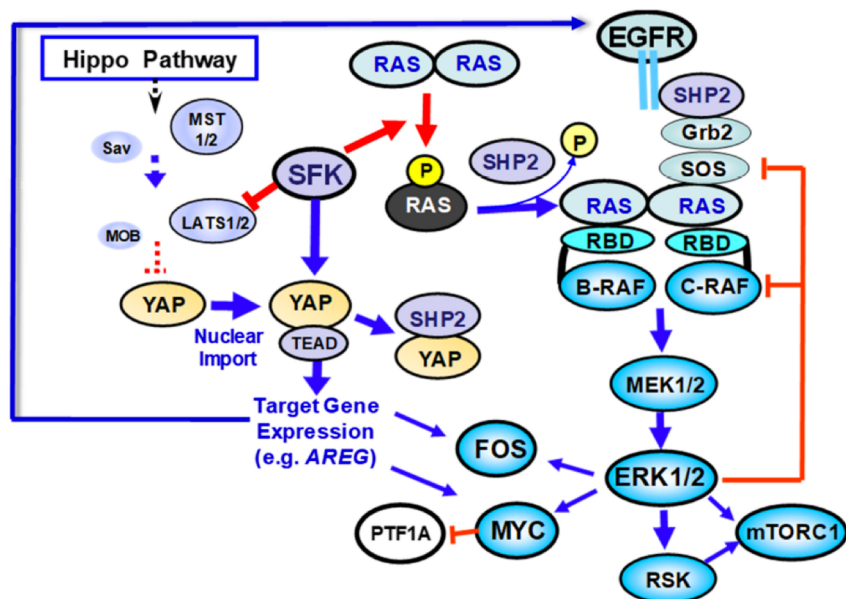 EGFR
Hippo Pathway
RAS
RAS
SHP2
MST
1/2
Grb2
Sav
P
SHP2
P
SFK
SOS
RAS
LATS1/2
RAS
RAS
MOB
RBD
RBD
B-RAF
C-RAF
YAP
YAP
SHP2
Nuclear
Import
TEAD
YAP
MEK1/2
Target Gene
Expression
(e.g. AREG)
FOS
ERK1/2
PTF1A
MYC
mTORC1
RSK